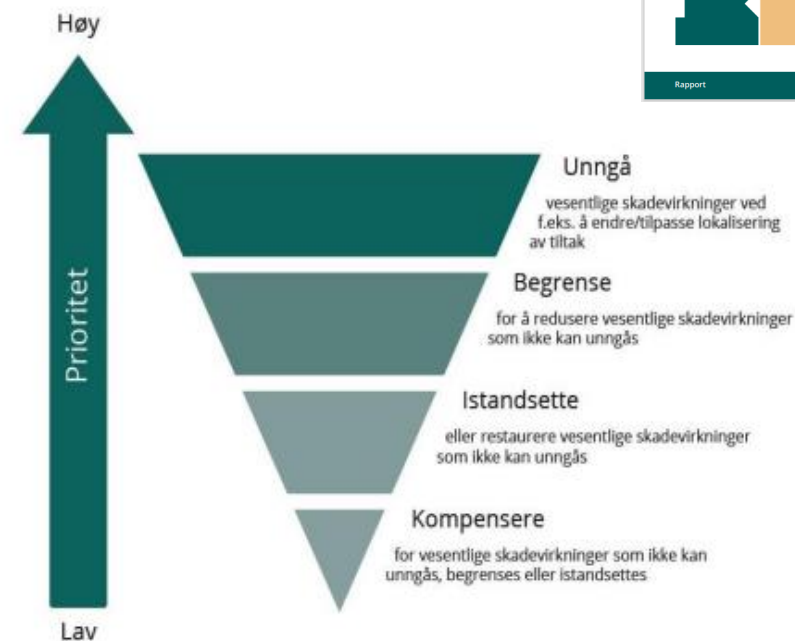 Høy
Rapport
Prioritet
Unngå
vesentlige skadevirkninger ved
f.eks. å endre/tilpasse lokalisering
av tiltak
Begrense
for å redusere vesentlige skadevirkninger
som ikke kan unngås
Istandsette
eller restaurere vesentlige skadevirkninger
som ikke kan unngås
Kompensere
for vesentlige skadevirkninger som ikke kan
unngås, begrenses eller istandsettes
Lav